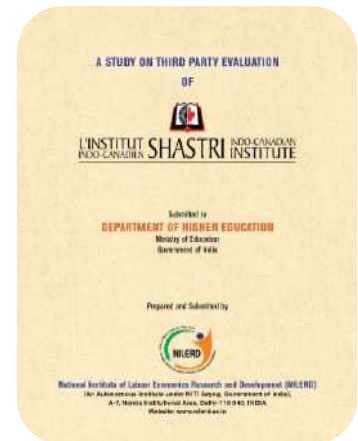 A STUDY ON THIRD PARTY EVALUATION
OF
L'INSTITUT INDO-CANADIEN SHASTRI INDO-CANADIAN INSTITUTE
Submitted to
DEPARTMENT OF HIGHER EDUCATION
Ministry of Education
Government of India
Prepared and Submitted by
NILERD
National Institute of Labour Economics Research and Development (NILERD)
(An Autonomous Institute under NITI Aayog, Government of India),
A-7, Narela Institutional Area, Delhi-110 040, INDIA
Website: www.nilerd.ac.in